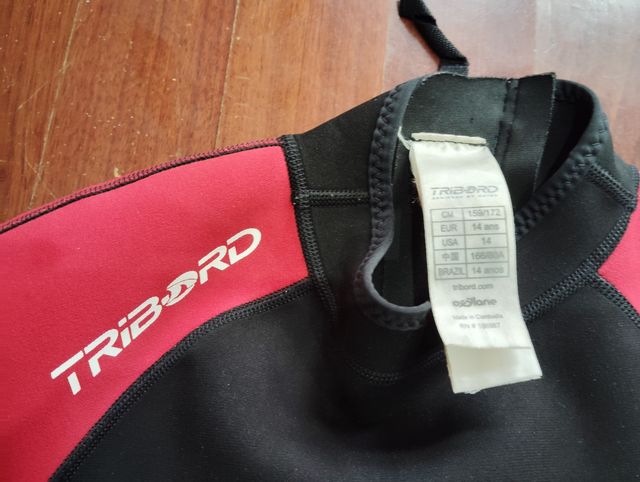 TRIBORD
TRIBORD
CM 159/172
EUR 14 ans
USA 14
中国 166/80A
BRAZIL 14 anos
tribord.com
oxylane
Made in Cambodia